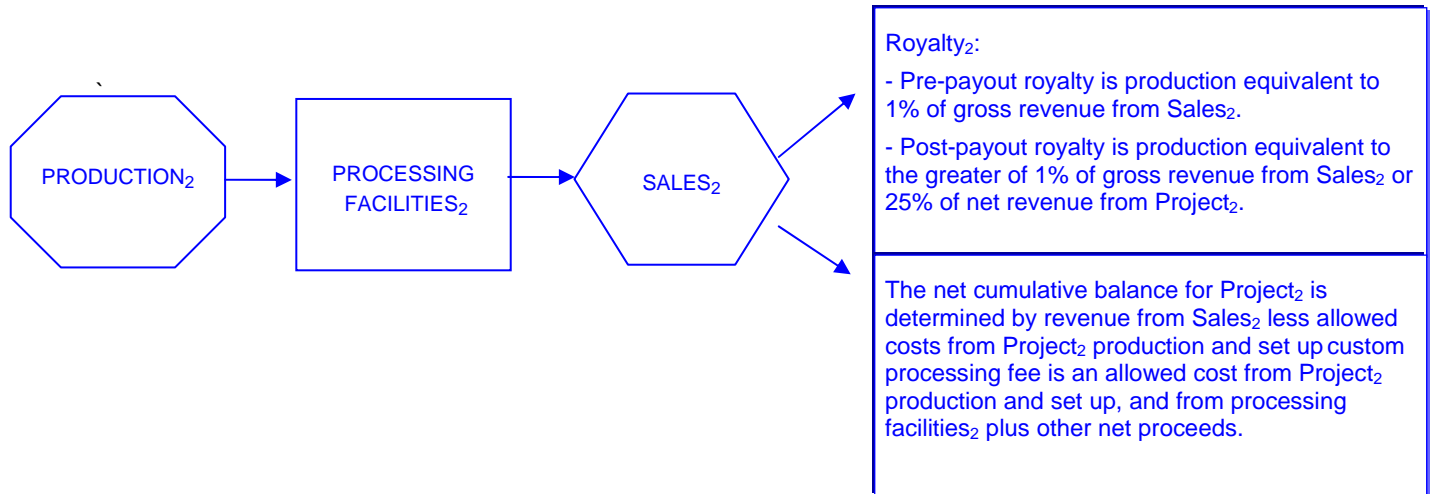 `
PRODUCTION₂
PROCESSING
FACILITIES₂
SALES₂
Royalty₂:
- Pre-payout royalty is production equivalent to
1% of gross revenue from Sales₂.
- Post-payout royalty is production equivalent to
the greater of 1% of gross revenue from Sales₂ or
25% of net revenue from Project₂.
The net cumulative balance for Project₂ is
determined by revenue from Sales₂ less allowed
costs from Project₂ production and set up custom
processing fee is an allowed cost from Project₂
production and set up, and from processing
facilities₂ plus other net proceeds.